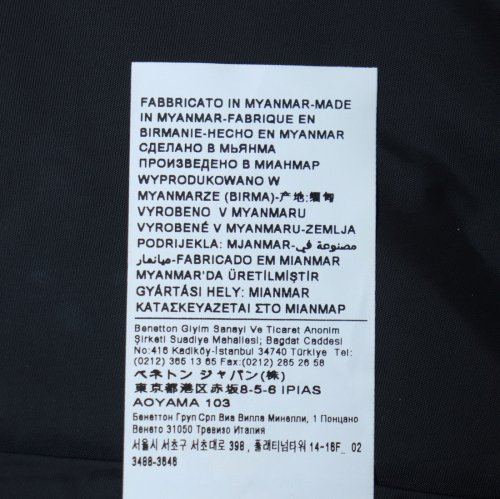 FABBRICATO IN MYANMAR-MADE
IN MYANMAR-FABRIQUE EN
BIRMANIE-HECHO EN MYANMAR
СДЕЛАНО В МЬЯНМА
ПРОИЗВЕДЕНО В МИАНМАР
WYPRODUKOWANO W
MYANMARZE (BIRMA)-产地:缅甸
VYROBENO V MYANMARU
VYROBENÉ V MYANMARU-ZEMLJA
PODRIJEKLA: MJANMAR-مصنوعة في
ميانمار-FABRICADO EM MIANMAR
MYANMAR'DA ÜRETİLMİŞTİR
GYÁRTÁSI HELY: MIANMAR
ΚΑΤΑΣΚΕΥΑΖΕΤΑΙ ΣΤΟ ΜΙΑΝΜΑΡ
Benetton Giyim Sanayi Ve Ticaret Anonim
Şirketi Suadiye Mahallesi; Bagdat Caddesi
No:416 Kadiköy-İstanbul 34740 Türkiye Tel:
(0212) 365 13 65 Fax:(0212) 285 26 58
ベネトン ジャパン(株)
東京都港区赤坂8-5-6 IPIAS
AOYAMA 103
Бенеттон Груп Срл Виа Вилла Минелли, 1 Понцано
Венето 31050 Тревизо Италия
서울시 서초구 서초대로 398, 플래티넘타워 14-16F_ 02
3488-3648